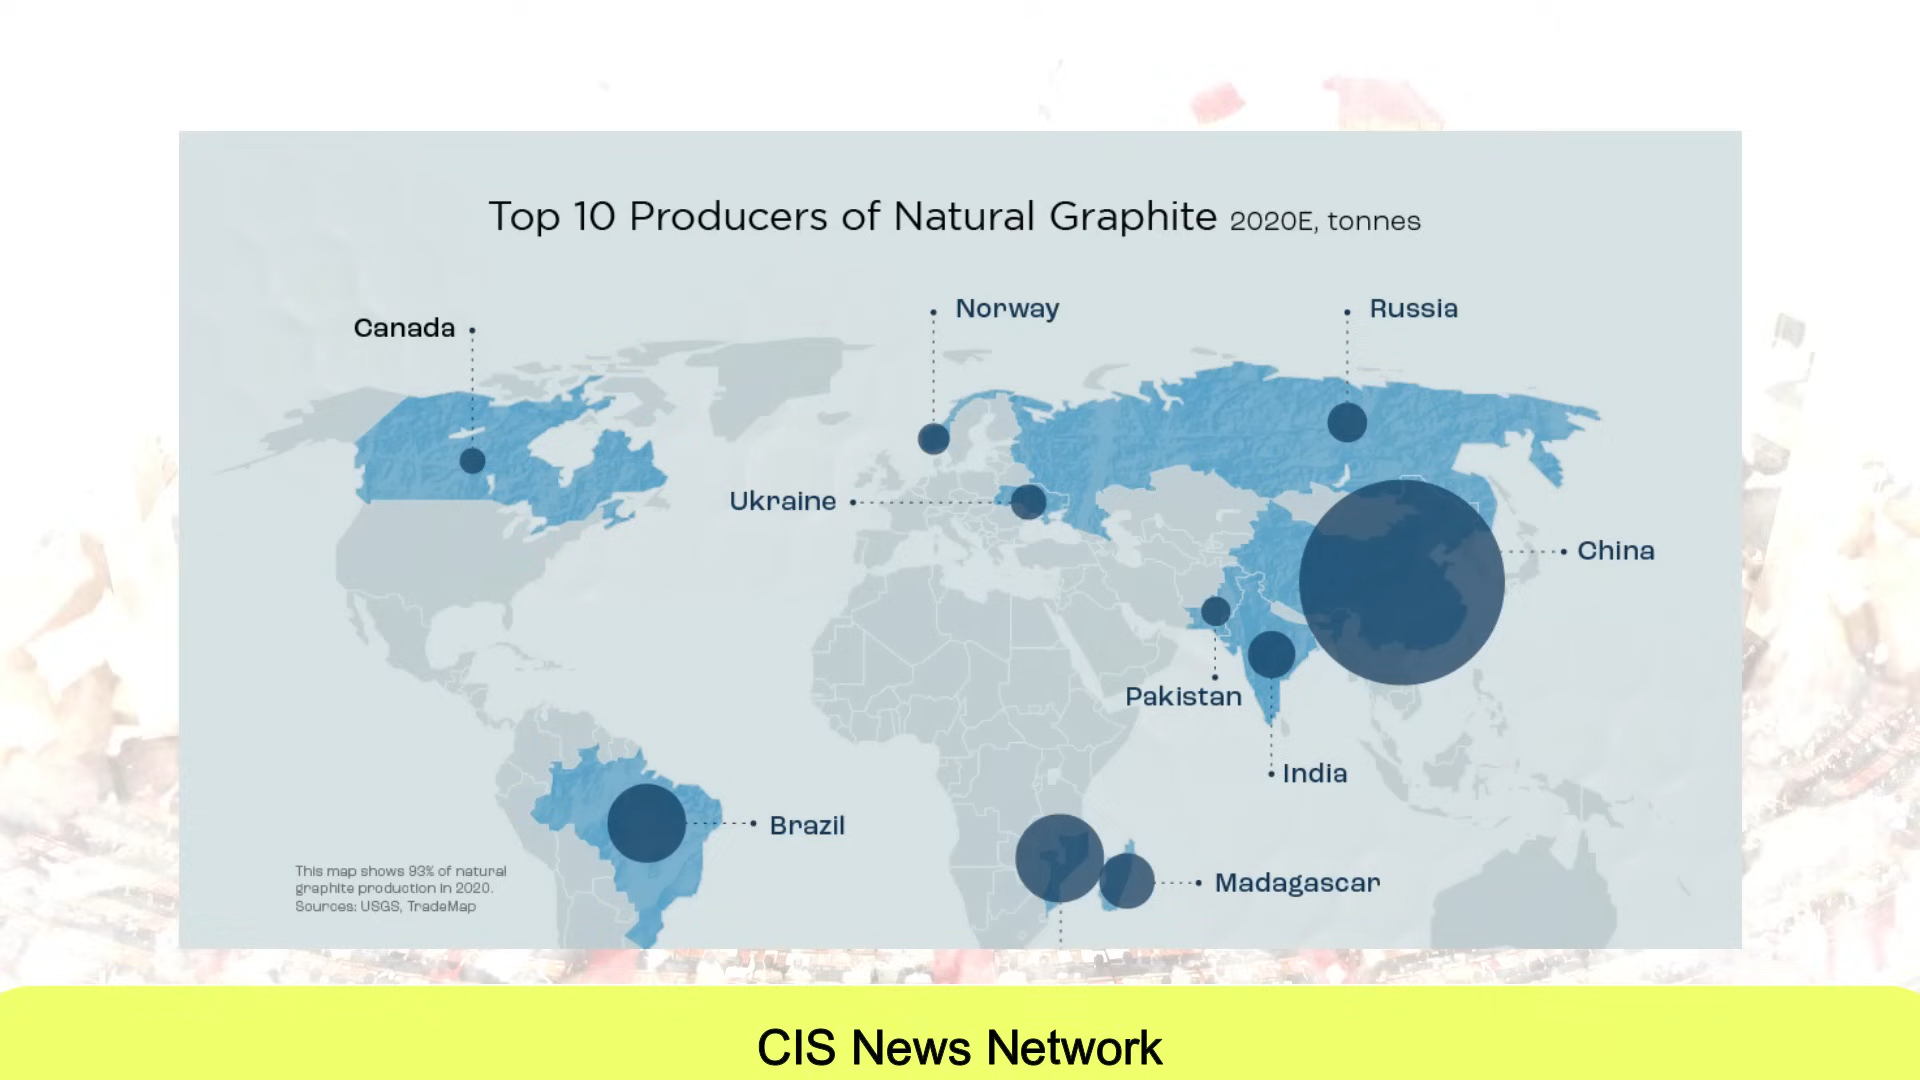 Top 10 Producers of Natural Graphite 2020E, tonnes
Norway
Russia
Canada
Ukraine
China
Pakistan
India
Brazil
Madagascar
This map shows 93% of natural
graphite production in 2020.
Sources: USGS, TradeMap
CIS News Network